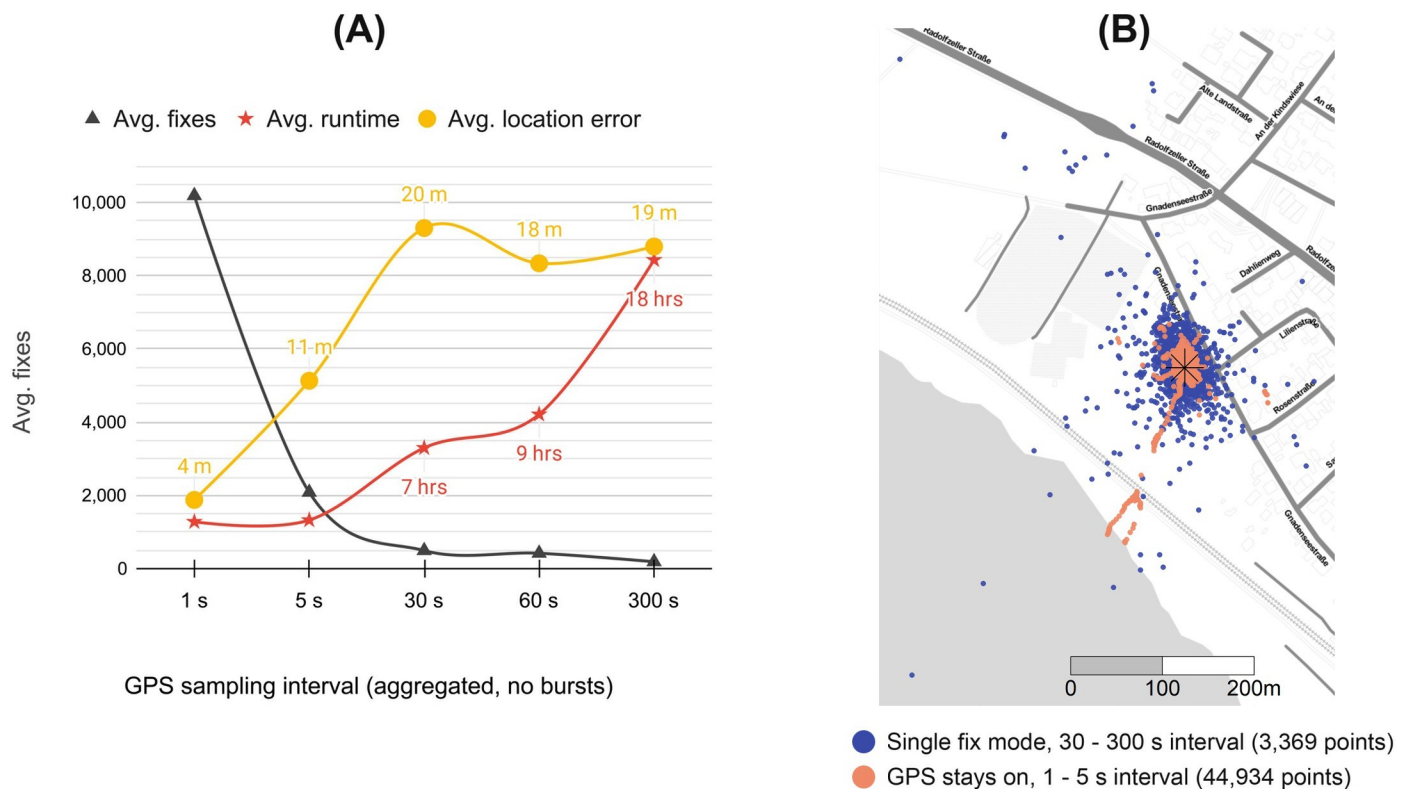 (A)
Avg. fixes Avg. runtime Avg. location error
Avg. fixes
10,000
8,000
6,000
4,000
2,000
0
4 m
11 m
20 m
18 m
19 m
7 hrs
9 hrs
18 hrs
1 s 5 s 30 s 60 s 300 s
GPS sampling interval (aggregated, no bursts)
(B)
Radolfzeller Straße
Alte Landstraße
An der Kindswiese
An de
Radolfzeller Straße
Gnadenseestraße
Dahlienweg
Radolfze
Lilienstraße
Rosenstraße
Gnadenseestraße
0 100 200m
Single fix mode, 30 - 300 s interval (3,369 points)
GPS stays on, 1 - 5 s interval (44,934 points)